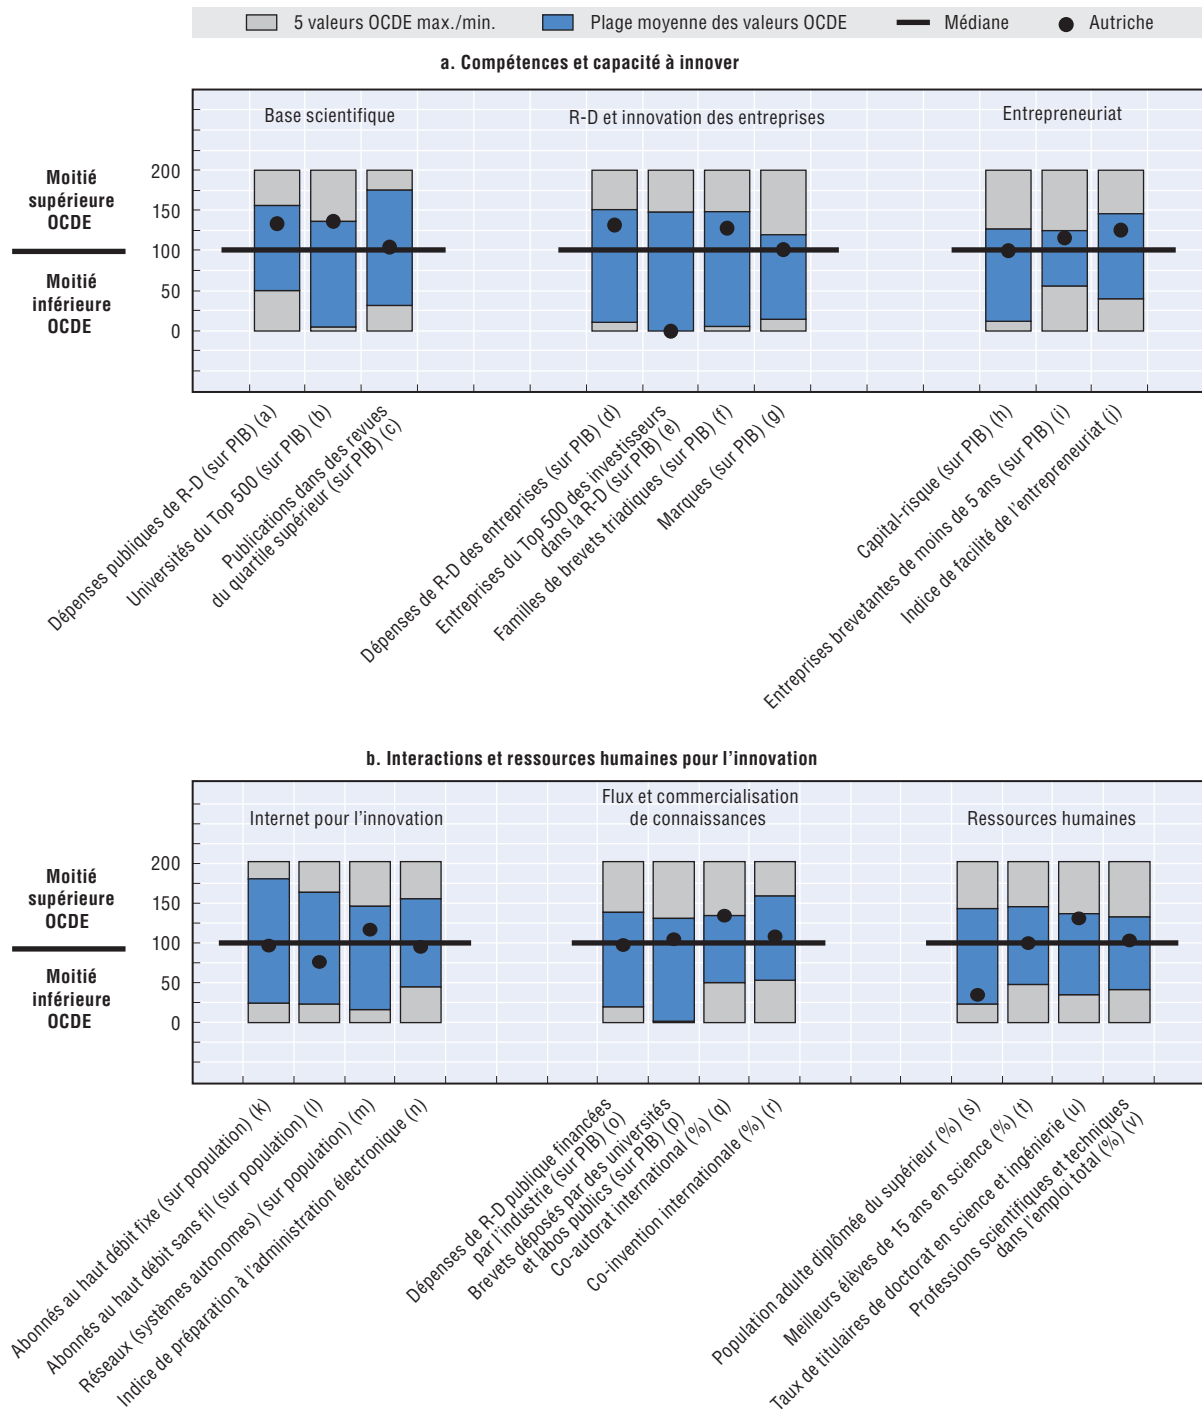 5 valeurs OCDE max./min.
Plage moyenne des valeurs OCDE
Médiane
Autriche
a. Compétences et capacité à innover
Base scientifique
R-D et innovation des entreprises
Entrepreneuriat
Moitié
supérieure
OCDE
Moitié
inférieure
OCDE
200
150
100
50
0
Dépenses publiques de R-D (sur PIB) (a)
Universités du Top 500 (sur PIB) (b)
Publications dans des revues
du quartile supérieur (sur PIB) (c)
Dépenses de R-D des entreprises (sur PIB) (d)
Entreprises du Top 500 des investisseurs
dans la R-D (sur PIB) (e)
Familles de brevets triadiques (sur PIB) (f)
Marques (sur PIB) (g)
Capital-risque (sur PIB) (h)
Entreprises brevetantes de moins de 5 ans (sur PIB) (i)
Indice de facilité de l'entrepreneuriat (j)
b. Interactions et ressources humaines pour l'innovation
Internet pour l'innovation
Flux et commercialisation
de connaissances
Ressources humaines
Moitié
supérieure
OCDE
Moitié
inférieure
OCDE
200
150
100
50
0
Abonnés au haut débit fixe (sur population) (k)
Abonnés au haut débit sans fil (sur population) (l)
Réseaux (systèmes autonomes) (sur population) (m)
Indice de préparation à l'administration électronique (n)
Dépenses de R-D publique financées
par l'industrie (sur PIB) (o)
Brevets déposés par des universités
et labos publics (sur PIB) (p)
Co-autorat international (%) (q)
Co-invention internationale (%) (r)
Population adulte diplômée du supérieur (%) (s)
Meilleurs élèves de 15 ans en science (%) (t)
Taux de titulaires de doctorat en science et ingénierie (u)
Professions scientifiques et techniques
dans l'emploi total (%) (v)